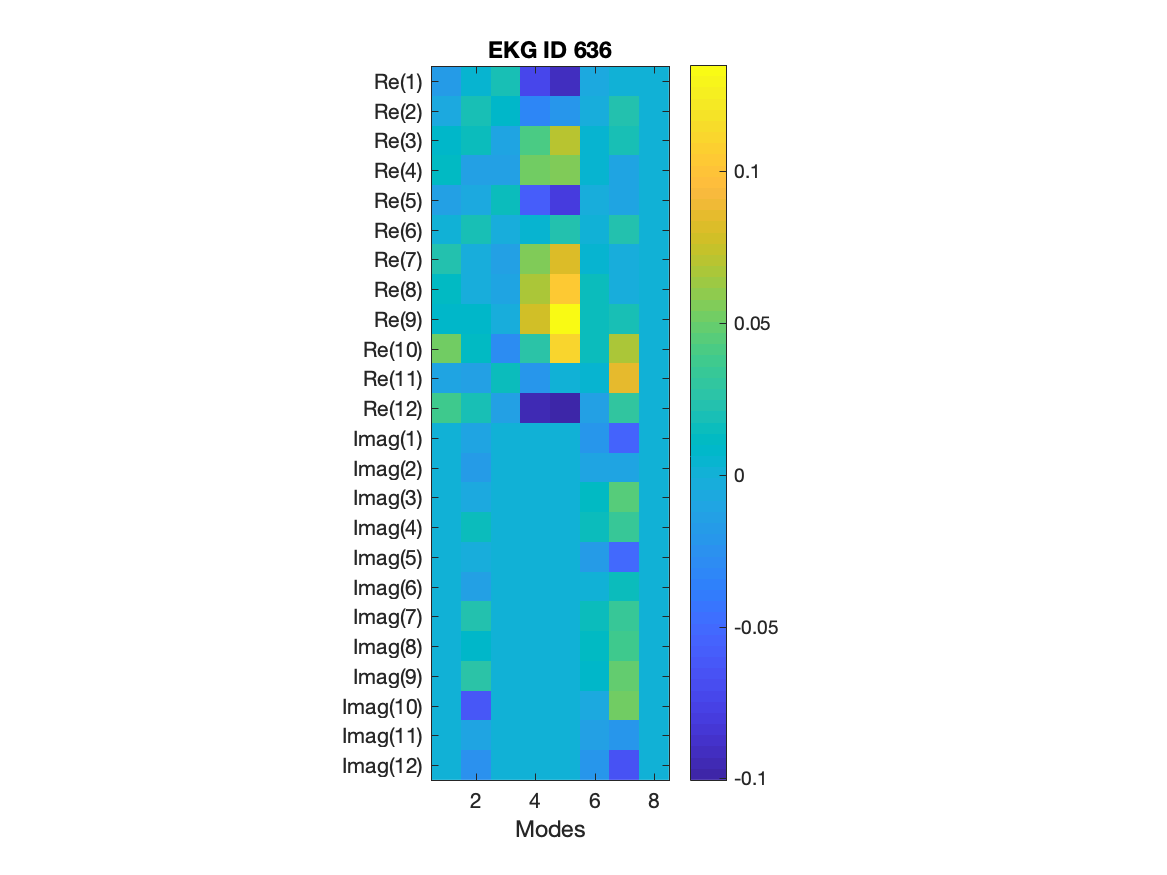 EKG ID 636
Re(1)
Re(2)
Re(3)
Re(4)
Re(5)
Re(6)
Re(7)
Re(8)
Re(9)
Re(10)
Re(11)
Re(12)
Imag(1)
Imag(2)
Imag(3)
Imag(4)
Imag(5)
Imag(6)
Imag(7)
Imag(8)
Imag(9)
Imag(10)
Imag(11)
Imag(12)
2 4 6 8
Modes
0.1
0.05
0
-0.05
-0.1